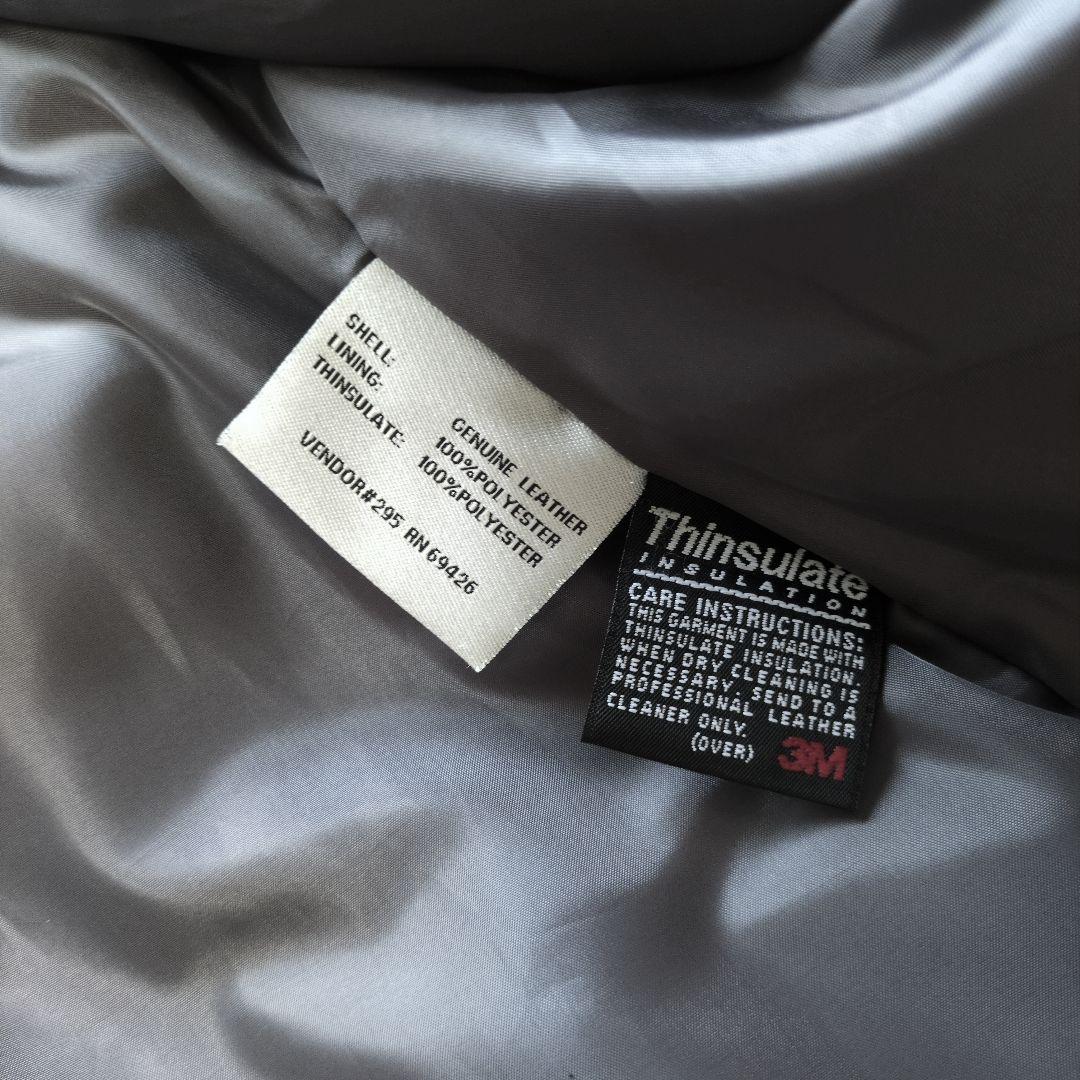 SHELL: GENUINE LEATHER
LINING: 100%POLYESTER
THINSULATE: 100%POLYESTER
VENDOR#295 RN 69426
Thinsulate
INSULATION
CARE INSTRUCTIONS:
THIS GARMENT IS MADE WITH
THINSULATE INSULATION.
WHEN DRY CLEANING IS
NECESSARY, SEND TO A
PROFESSIONAL LEATHER
CLEANER ONLY.
(OVER) 3M